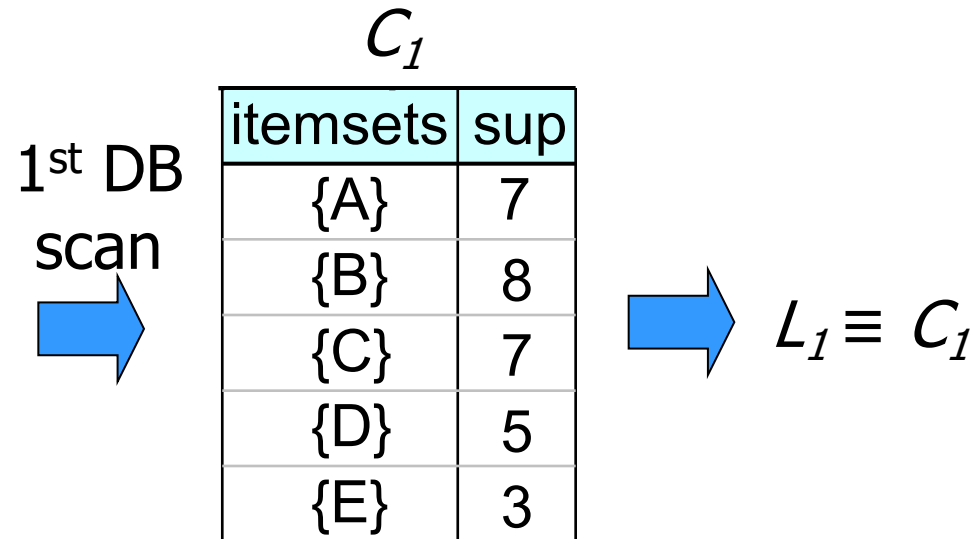 C1
1st DB
scan
itemsets sup
{A} 7
{B} 8
{C} 7
{D} 5
{E} 3
L1 ≡ C1